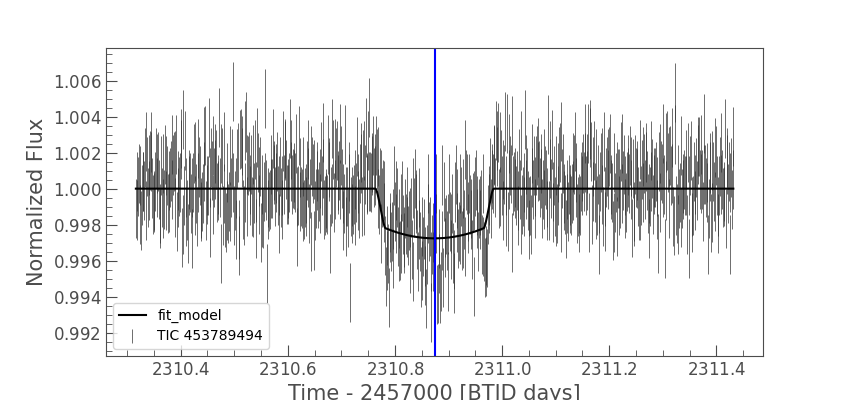 1.006
1.004
1.002
1.000
0.998
0.996
0.994
0.992
Normalized Flux
fit_model
TIC 453789494
2310.4 2310.6 2310.8 2311.0 2311.2 2311.4
Time - 2457000 [BTJD days]